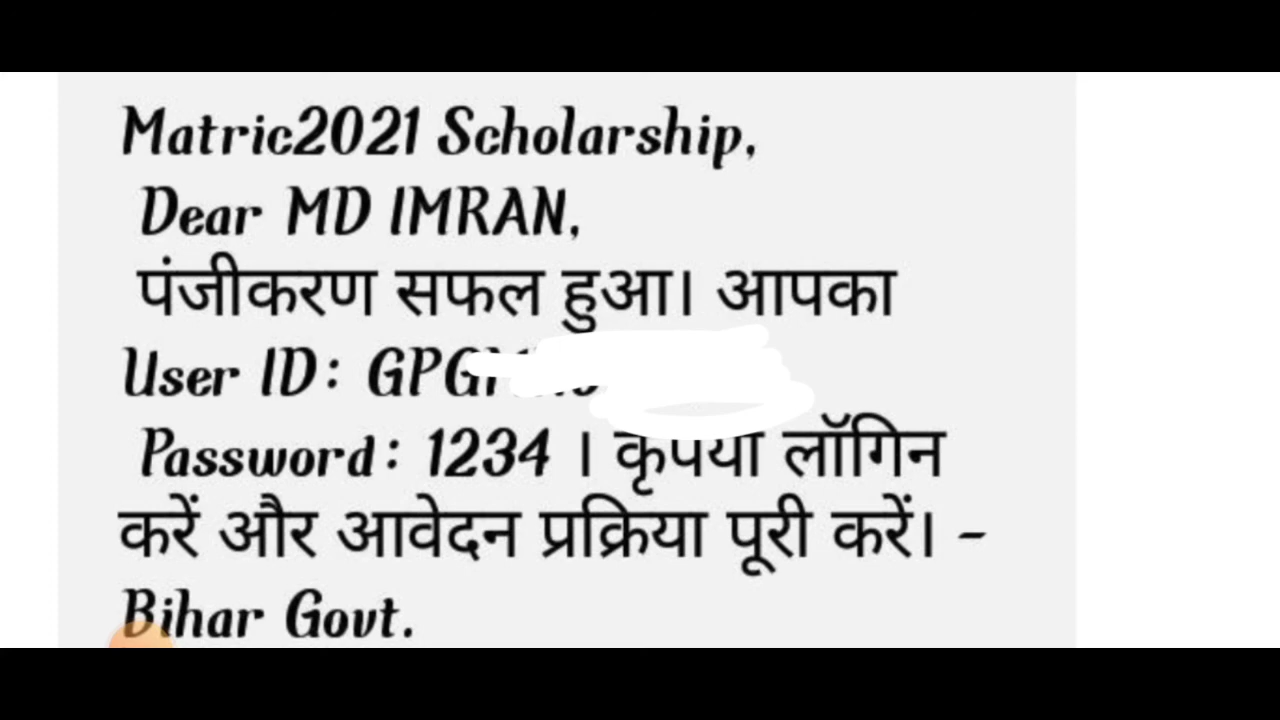 Matric2021 Scholarship,
Dear MD IMRAN,
पंजीकरण सफल हुआ। आपका
User ID:
Password: 1234 । कृपया लॉगिन
करें और आवेदन प्रक्रिया पूरी करें। -
Bihar Govt.